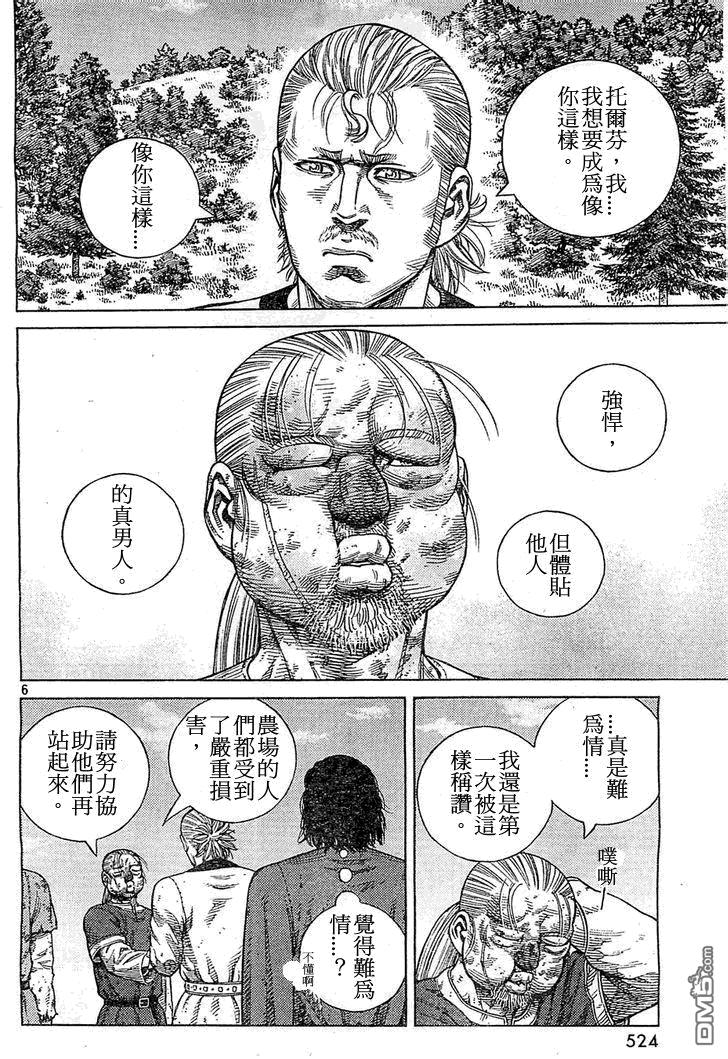 托爾芬，我……
我想要成爲像
你這樣。
像你這樣……
強悍，
但體貼
他人
的真男人。
……真是難
爲情……
噗嘶
我還是第
一次被這
樣稱讚。
覺得難爲
情……？
不懂啊
農場的人
們都受到
了嚴重損
害，
請努力協
助他們再
站起來。
6
524
DM5.com